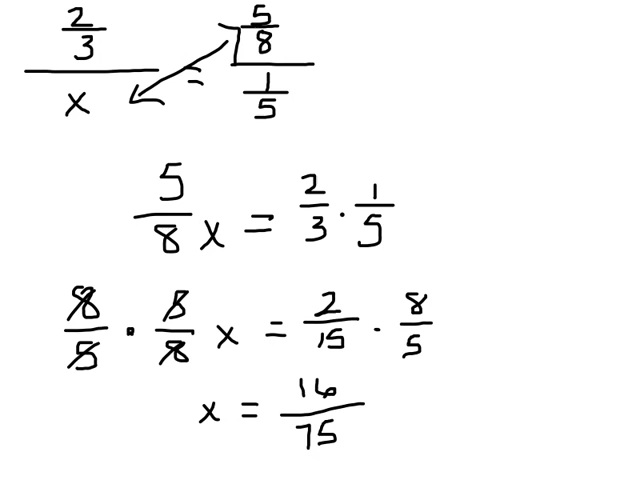 2/3 / x = 5/8 / 1/5
5/8 x = 2/3 · 1/5
8/5 · 5/8 x = 2/15 · 8/5
x = 16/75